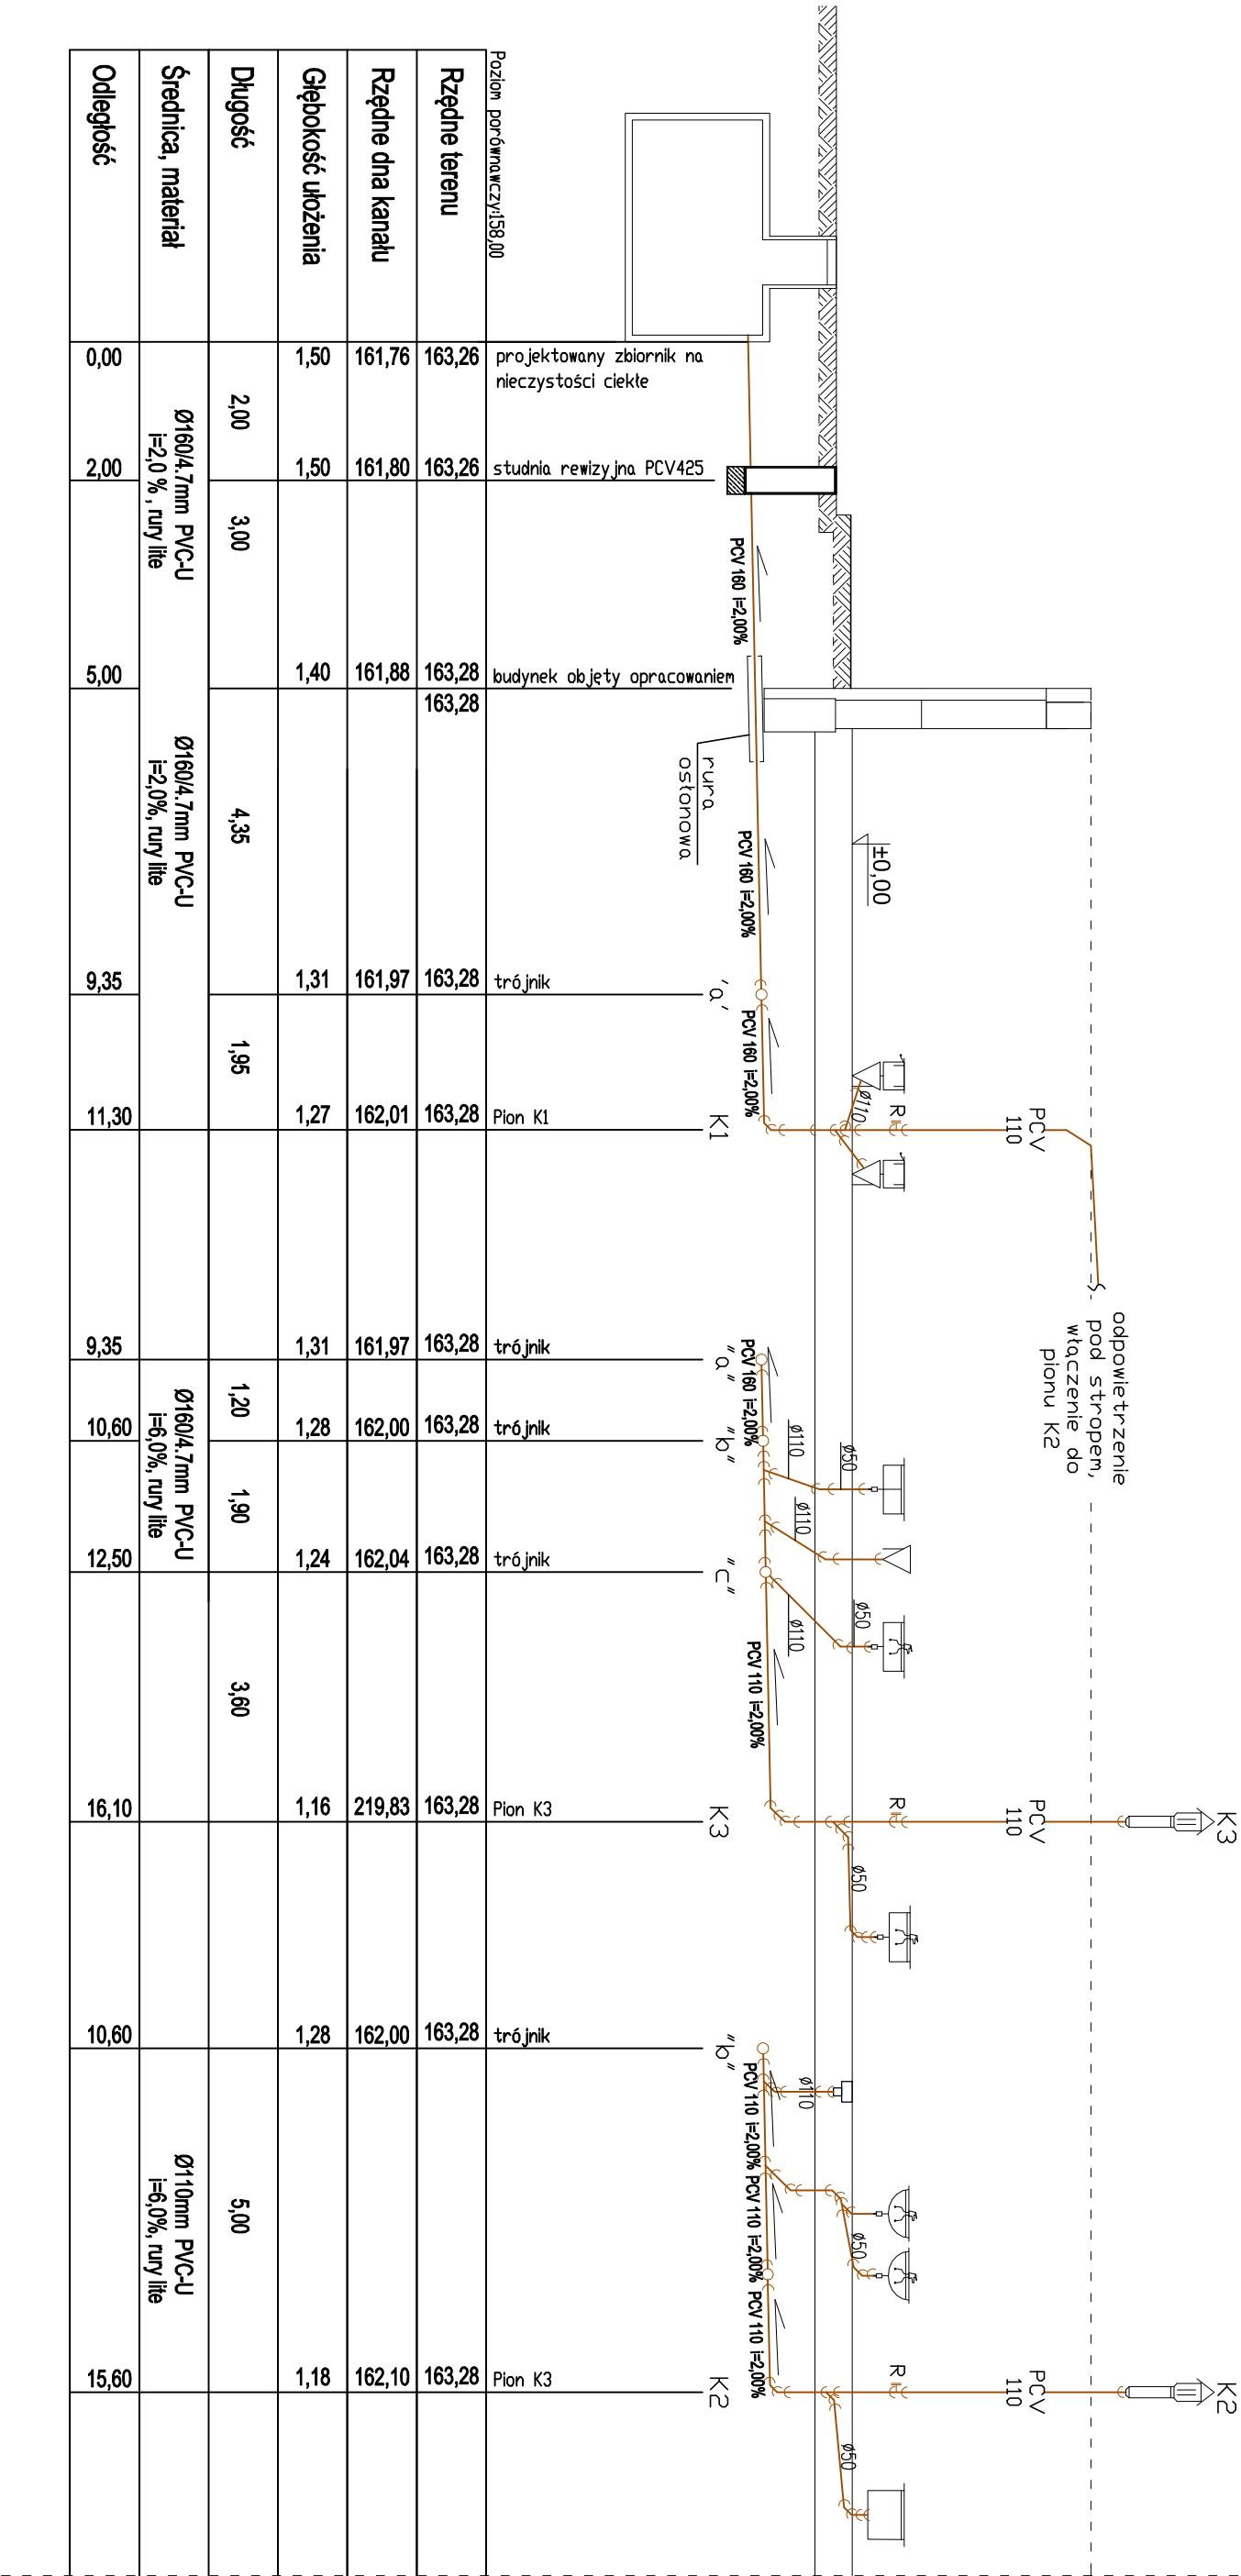 K3
K2
PCV
110
PCV
110
PCV
110
odpowietrzenie
pod stropem,
włączenie do
pionu K2
±0,00
R
R
R
Ø110
Ø50
Ø110
Ø110
Ø50
Ø110
Ø50
Ø110
Ø50
Ø50
rura
osłonowa
PCV 160 i=2,00%
PCV 160 i=2,00%
PCV 160 i=2,00%
PCV 160 i=2,00%
PCV 110 i=2,00%
PCV 110 i=2,00%
PCV 110 i=2,00%
PCV 110 i=2,00%
'a'
K1
"a"
"b"
"c"
K3
"b"
K2
projektowany zbiornik na
nieczystości ciekłe
studnia rewizyjna PCV425
budynek objęty opracowaniem
trójnik
Pion K1
trójnik
trójnik
trójnik
Pion K3
trójnik
Pion K3
Poziom porównawczy:158,00
Rzędne terenu
163,26
163,26
163,28
163,28
163,28
163,28
163,28
163,28
163,28
163,28
163,28
163,28
Rzędne dna kanału
161,76
161,80
161,88
161,97
162,01
161,97
162,00
162,04
219,83
162,00
162,10
Głębokość ułożenia
1,50
1,50
1,40
1,31
1,27
1,31
1,28
1,24
1,16
1,28
1,18
Długość
2,00
3,00
4,35
1,95
1,20
1,90
3,60
5,00
Średnica, materiał
Ø160/4.7mm PVC-U
i=2,0 % , rury lite
Ø160/4.7mm PVC-U
i=2,0%, rury lite
Ø160/4.7mm PVC-U
i=6,0%, rury lite
Ø110mm PVC-U
i=6,0%, rury lite
Odległość
0,00
2,00
5,00
9,35
11,30
9,35
10,60
12,50
16,10
10,60
15,60